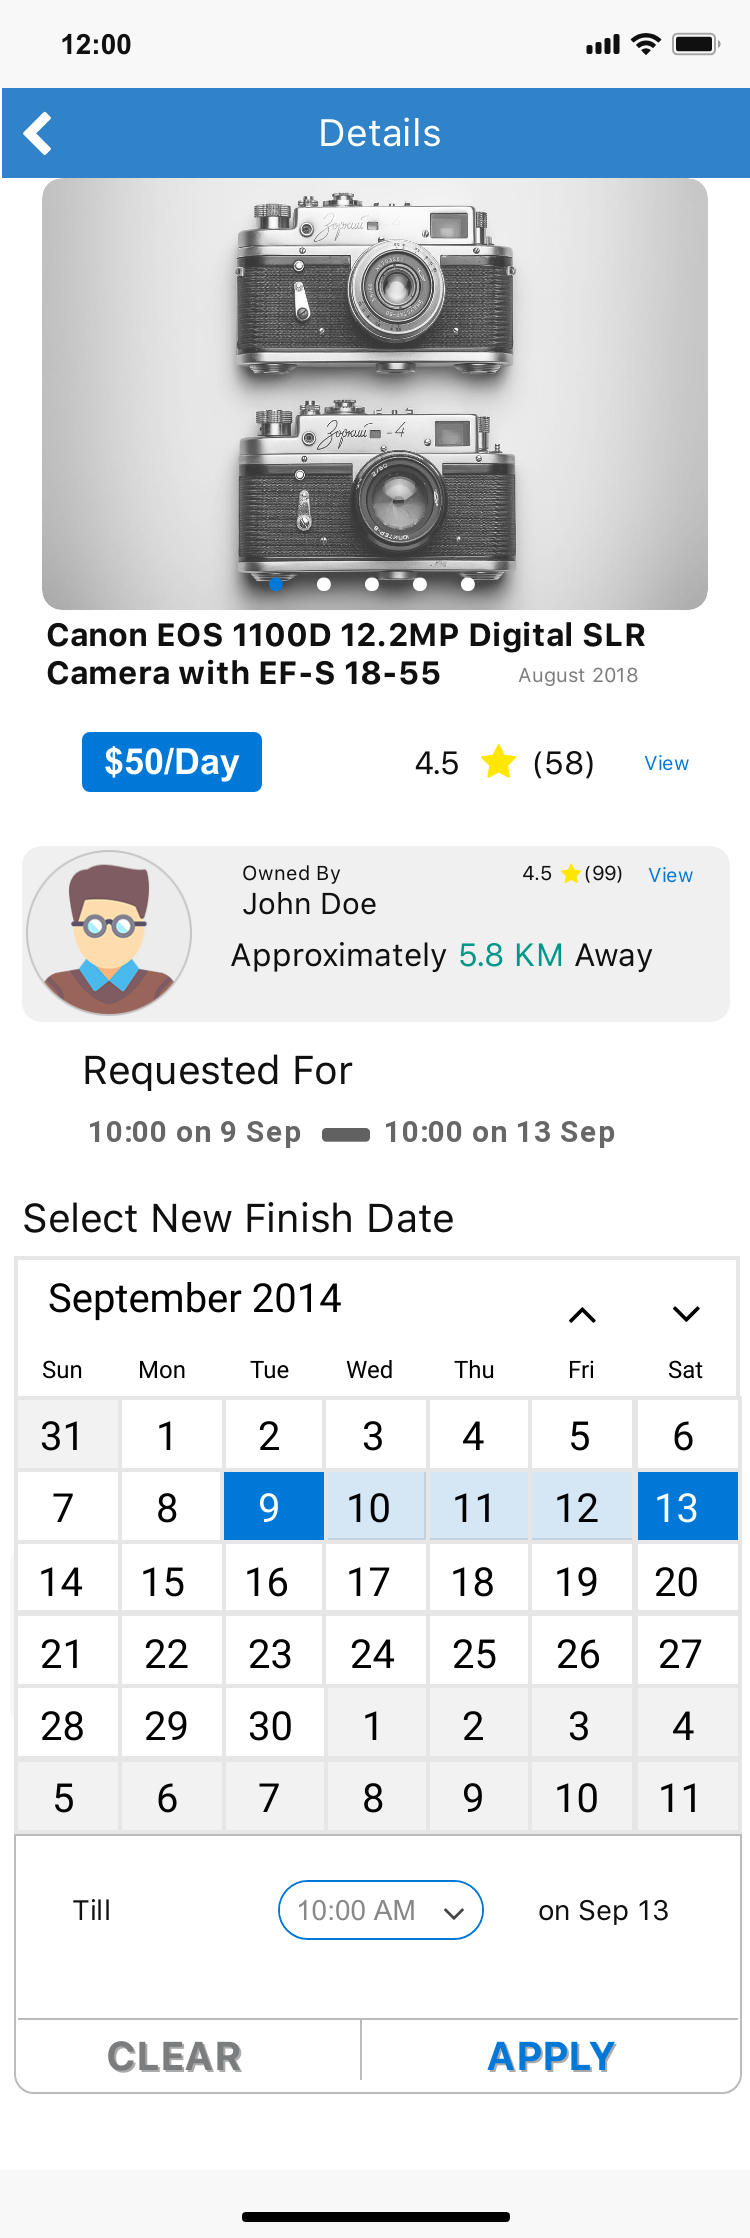 12:00
Details
Зоркий - 4
Зоркий - 4
Canon EOS 1100D 12.2MP Digital SLR
Camera with EF-S 18-55 August 2018
$50/Day 4.5 (58) View
Owned By 4.5 (99) View
John Doe
Approximately 5.8 KM Away
Requested For
10:00 on 9 Sep 10:00 on 13 Sep
Select New Finish Date
September 2014
Sun Mon Tue Wed Thu Fri Sat
31 1 2 3 4 5 6
7 8 9 10 11 12 13
14 15 16 17 18 19 20
21 22 23 24 25 26 27
28 29 30 1 2 3 4
5 6 7 8 9 10 11
Till 10:00 AM on Sep 13
CLEAR APPLY